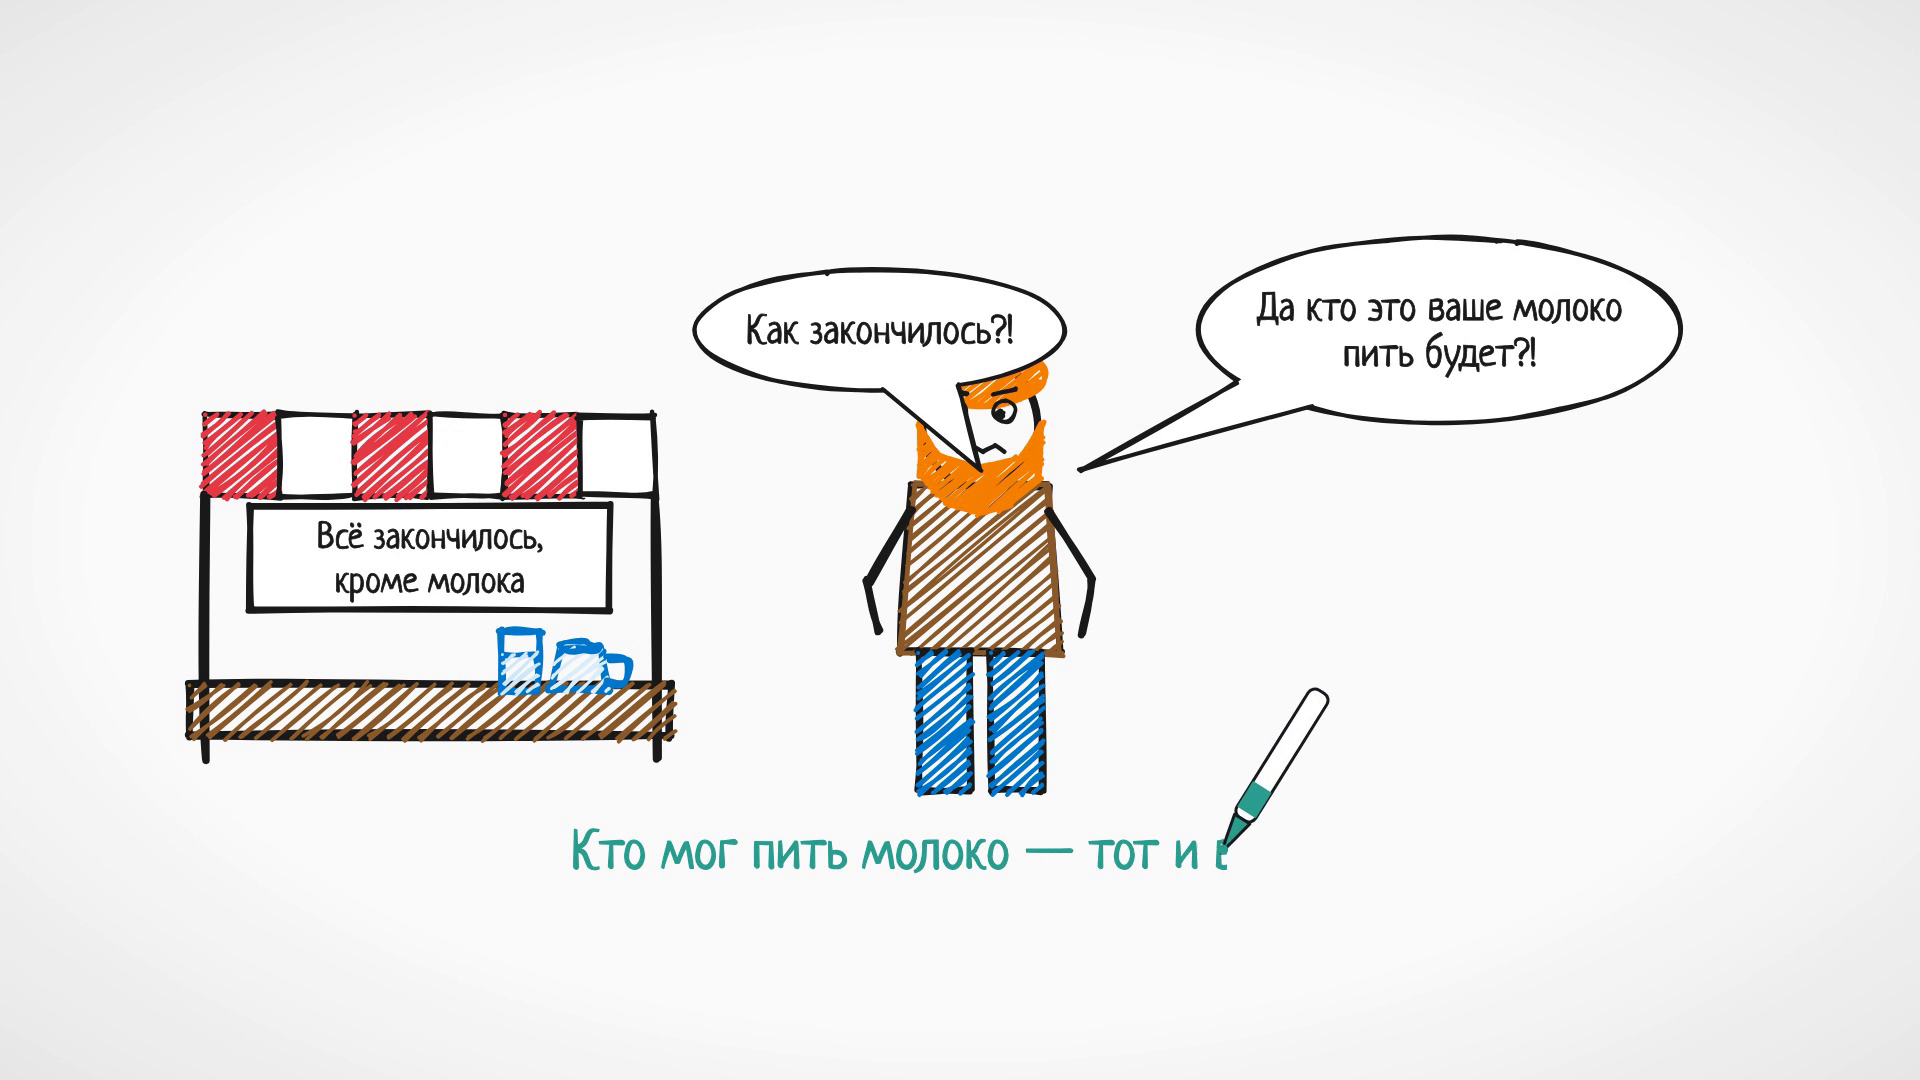 Как закончилось?!
Да кто это ваше молоко
пить будет?!
Всё закончилось,
кроме молока
Кто мог пить молоко — тот и